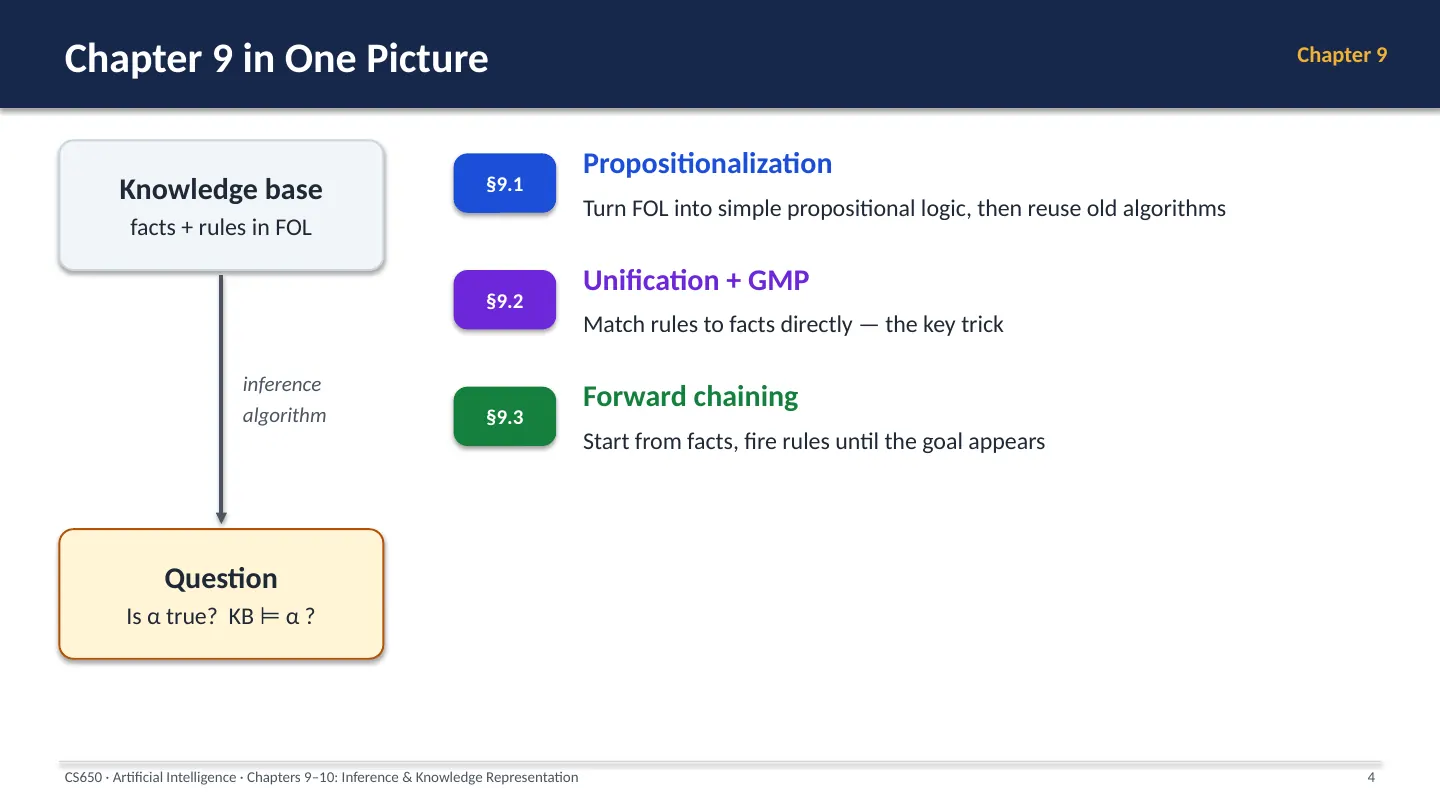 Chapter 9 in One Picture
Chapter 9
Knowledge base
facts + rules in FOL
inference
algorithm
Question
Is α true?  KB ⊨ α ?
§9.1
Propositionalization
Turn FOL into simple propositional logic, then reuse old algorithms
§9.2
Unification + GMP
Match rules to facts directly — the key trick
§9.3
Forward chaining
Start from facts, fire rules until the goal appears
CS650 · Artificial Intelligence · Chapters 9–10: Inference & Knowledge Representation
4